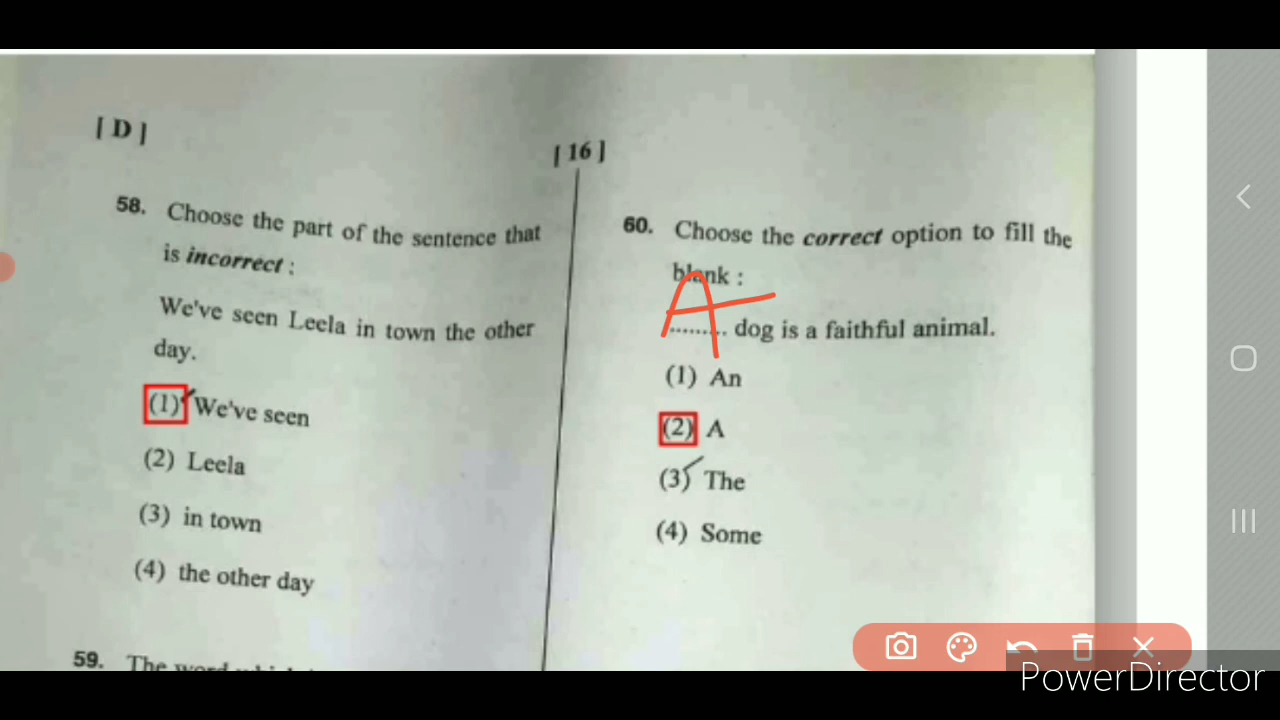 [ D ]
[ 16 ]
58. Choose the part of the sentence that
is incorrect :
We've seen Leela in town the other
day.
(1) We've seen
(2) Leela
(3) in town
(4) the other day
59. The word
60. Choose the correct option to fill the
blank :
A
......... dog is a faithful animal.
(1) An
(2) A
(3) The
(4) Some
PowerDirector